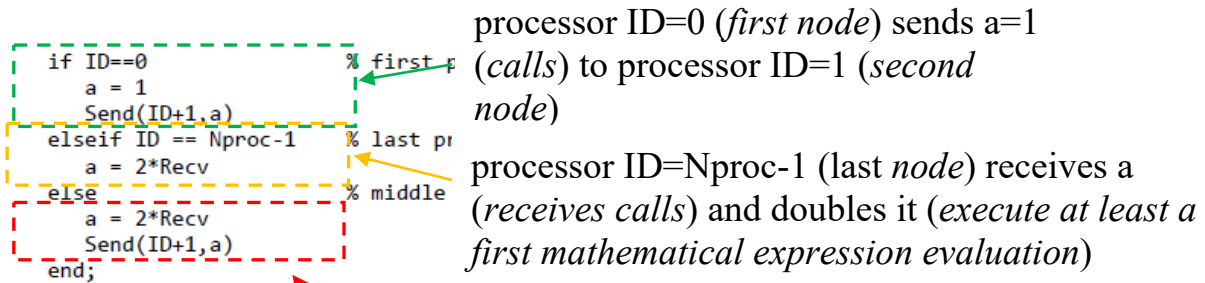 processor ID=0 (first node) sends a=1
(calls) to processor ID=1 (second
node)
if ID==0 % first
a = 1
Send(ID+1,a)
elseif ID == Nproc-1 % last
a = 2*Recv
else % middle
a = 2*Recv
Send(ID+1,a)
end;
processor ID=Nproc-1 (last node) receives a
(receives calls) and doubles it (execute at least a
first mathematical expression evaluation)